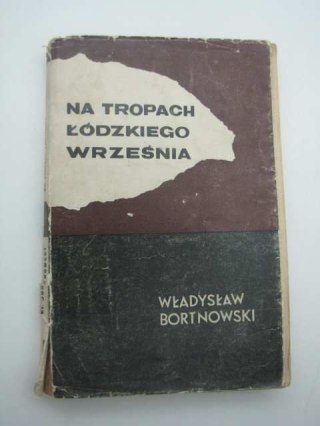 NA TROPACH
ŁÓDZKIEGO
WRZEŚNIA
WŁADYSŁAW
BORTNOWSKI